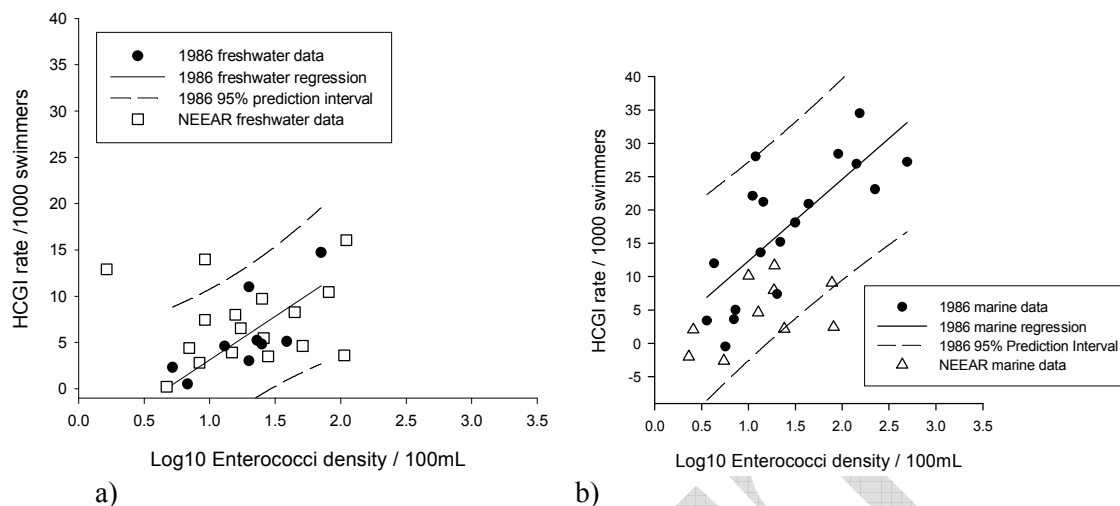 40
35
30
25
20
15
10
5
0
HCGI rate /1000 swimmers
1986 freshwater data
1986 freshwater regression
1986 95% prediction interval
NEEAR freshwater data
0.0 0.5 1.0 1.5 2.0 2.5 3.0 3.5
Log10 Enterococci density / 100mL
a)
40
35
30
25
20
15
10
5
0
-5
HCGI rate / 1000 swimmers
1986 marine data
1986 marine regression
1986 95% Prediction Interval
NEEAR marine data
0.0 0.5 1.0 1.5 2.0 2.5 3.0 3.5
Log10 Enterococci density / 100mL
b)